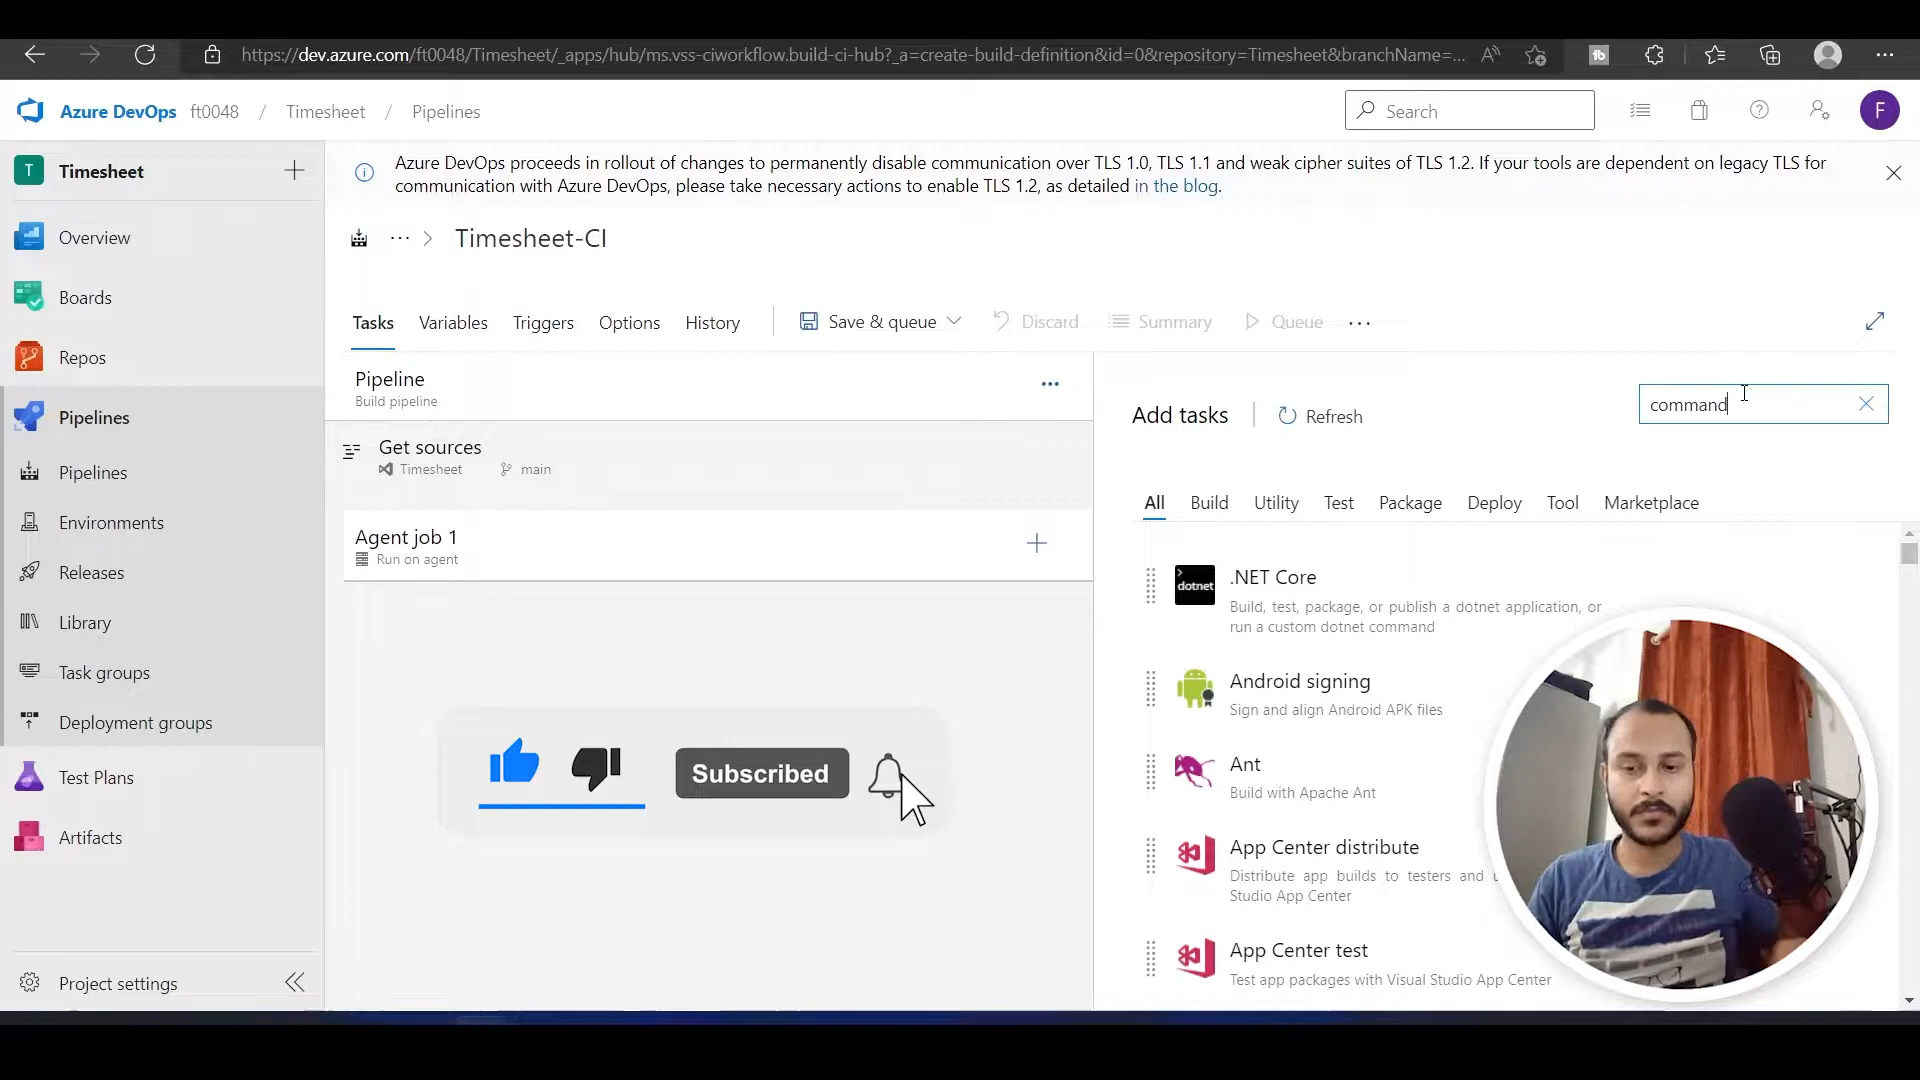 https://dev.azure.com/ft0048/Timesheet/_apps/hub/ms.vss-ciworkflow.build-ci-hub?_a=create-build-definition&id=0&repository=Timesheet&branchName=...
Azure DevOps ft0048 / Timesheet / Pipelines
Search
F
T Timesheet
Azure DevOps proceeds in rollout of changes to permanently disable communication over TLS 1.0, TLS 1.1 and weak cipher suites of TLS 1.2. If your tools are dependent on legacy TLS for
communication with Azure DevOps, please take necessary actions to enable TLS 1.2, as detailed in the blog.
Overview
Boards
Repos
Pipelines
Pipelines
Environments
Releases
Library
Task groups
Deployment groups
Test Plans
Artifacts
Project settings
... > Timesheet-CI
Tasks Variables Triggers Options History Save & queue Discard Summary Queue ...
Pipeline
Build pipeline
Get sources
Timesheet main
Agent job 1
Run on agent
Subscribed
Add tasks Refresh
command
All Build Utility Test Package Deploy Tool Marketplace
dotnet
.NET Core
Build, test, package, or publish a dotnet application, or
run a custom dotnet command
Android signing
Sign and align Android APK files
Ant
Build with Apache Ant
App Center distribute
Distribute app builds to testers and
Studio App Center
App Center test
Test app packages with Visual Studio App Center